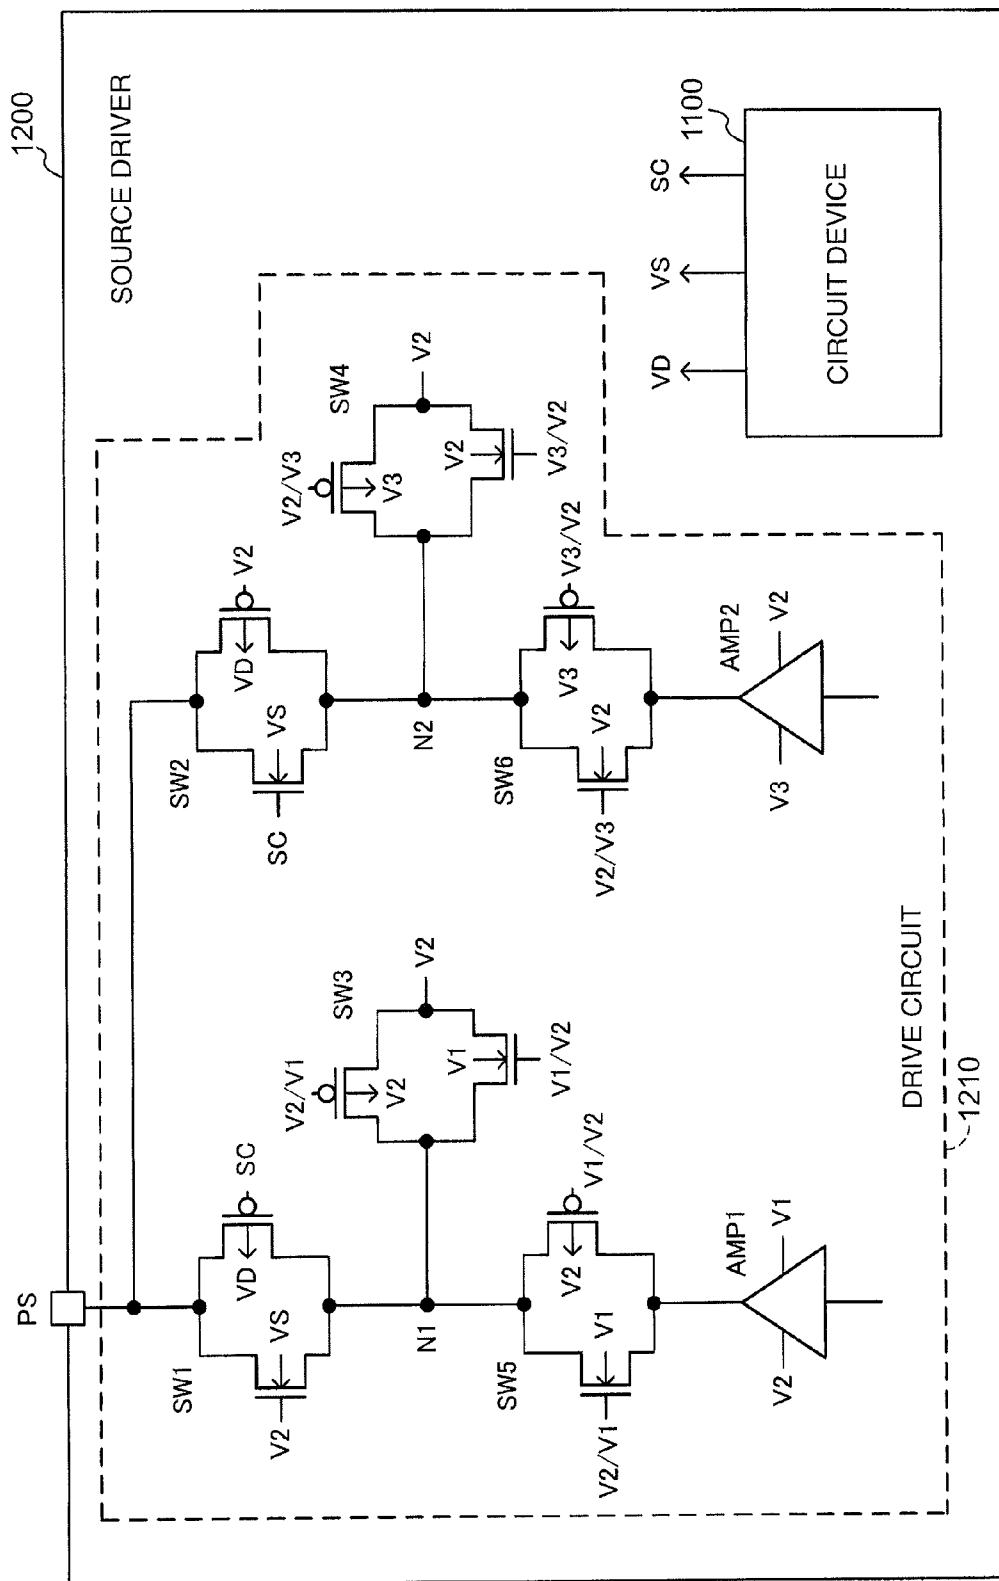 1200
SOURCE DRIVER
PS
SW1
V2
VS
VD
SC
SW2
SC
VS
VD
V2
N1
SW3
V2/V1
V2
V1
V1/V2
V2
N2
SW4
V2/V3
V3
V2
V3/V2
V2
SW5
V2/V1
V1
V2
V1/V2
SW6
V2/V3
V2
V3
V3/V2
AMP1
V2
V1
AMP2
V3
V2
DRIVE CIRCUIT
1210
VD
VS
SC
1100
CIRCUIT DEVICE